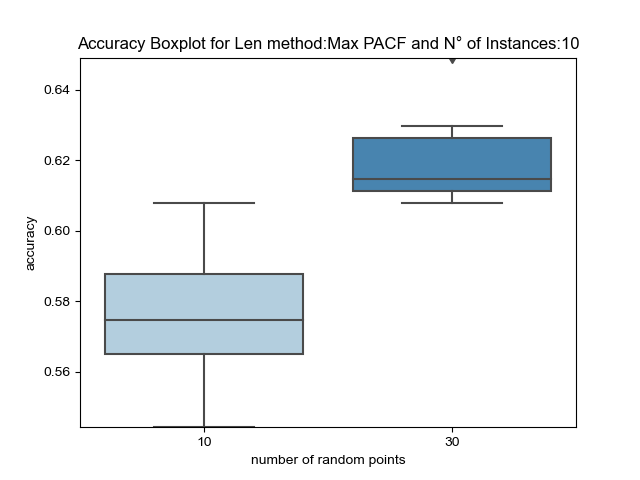 Accuracy Boxplot for Len method:Max PACF and N° of Instances:10
0.64
0.62
0.60
0.58
0.56
accuracy
10 30
number of random points